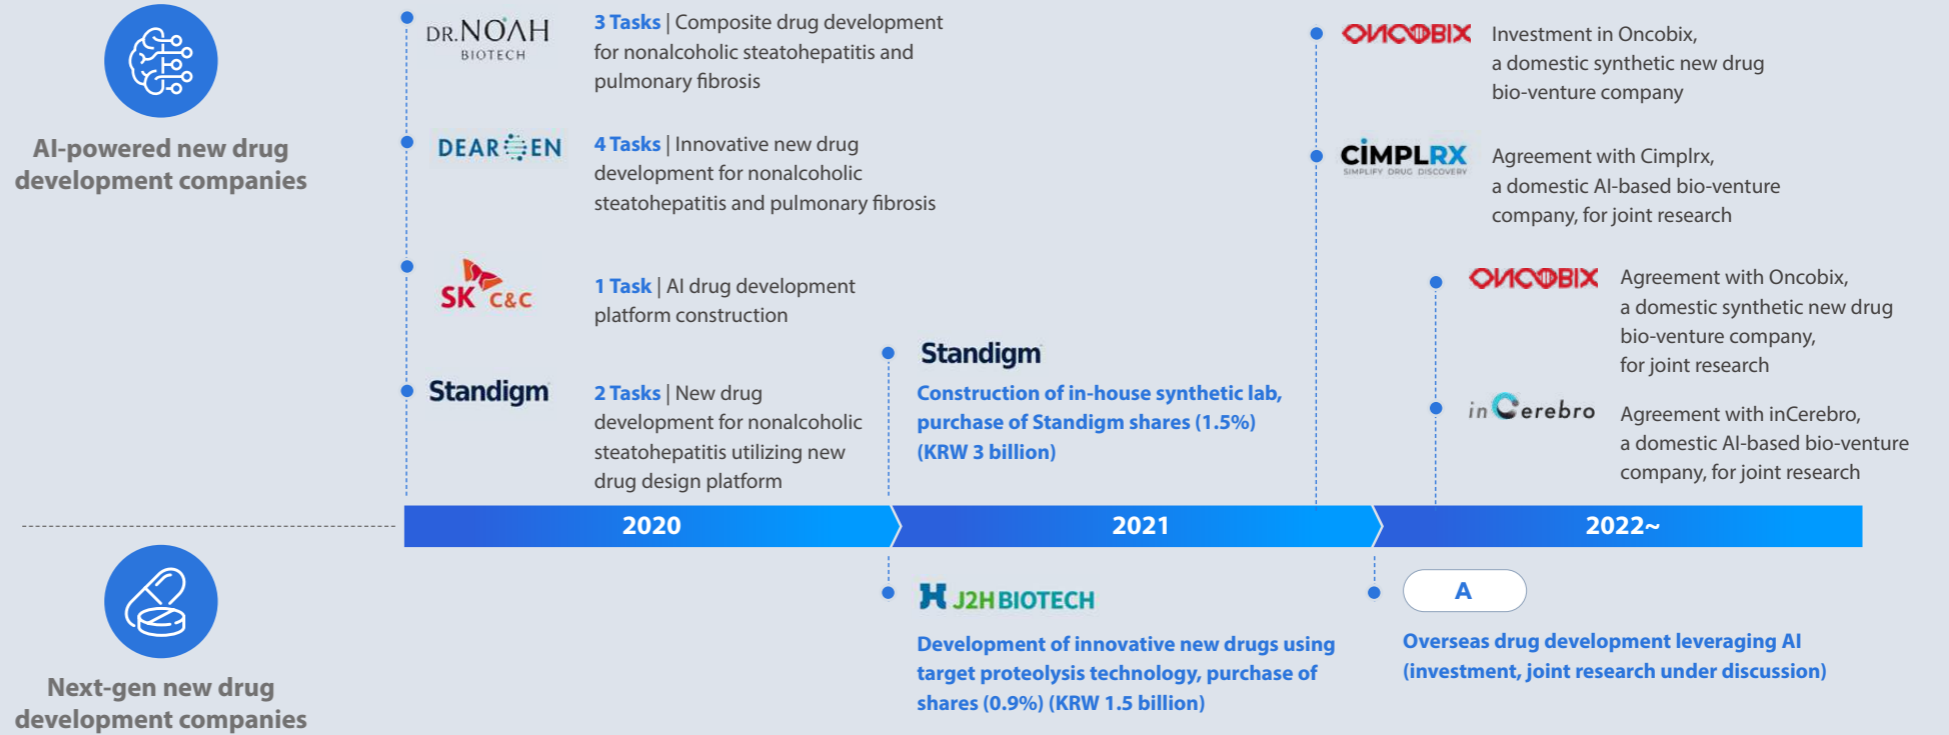 AI-powered new drug
development companies
DR.NOAH
BIOTECH
3 Tasks | Composite drug development
for nonalcoholic steatohepatitis and
pulmonary fibrosis
DEARGEN
4 Tasks | Innovative new drug
development for nonalcoholic
steatohepatitis and pulmonary fibrosis
SK C&C
1 Task | AI drug development
platform construction
Standigm
2 Tasks | New drug
development for nonalcoholic
steatohepatitis utilizing new
drug design platform
Standigm
Construction of in-house synthetic lab,
purchase of Standigm shares (1.5%)
(KRW 3 billion)
ONCOBIX
Investment in Oncobix,
a domestic synthetic new drug
bio-venture company
CIMPLRX
SIMPLIFY DRUG DISCOVERY
Agreement with Cimplrx,
a domestic AI-based bio-venture
company, for joint research
ONCOBIX
Agreement with Oncobix,
a domestic synthetic new drug
bio-venture company,
for joint research
inCerebro
Agreement with inCerebro,
a domestic AI-based bio-venture
company, for joint research
2020
2021
2022~
Next-gen new drug
development companies
J2H BIOTECH
Development of innovative new drugs using
target proteolysis technology, purchase of
shares (0.9%) (KRW 1.5 billion)
A
Overseas drug development leveraging AI
(investment, joint research under discussion)